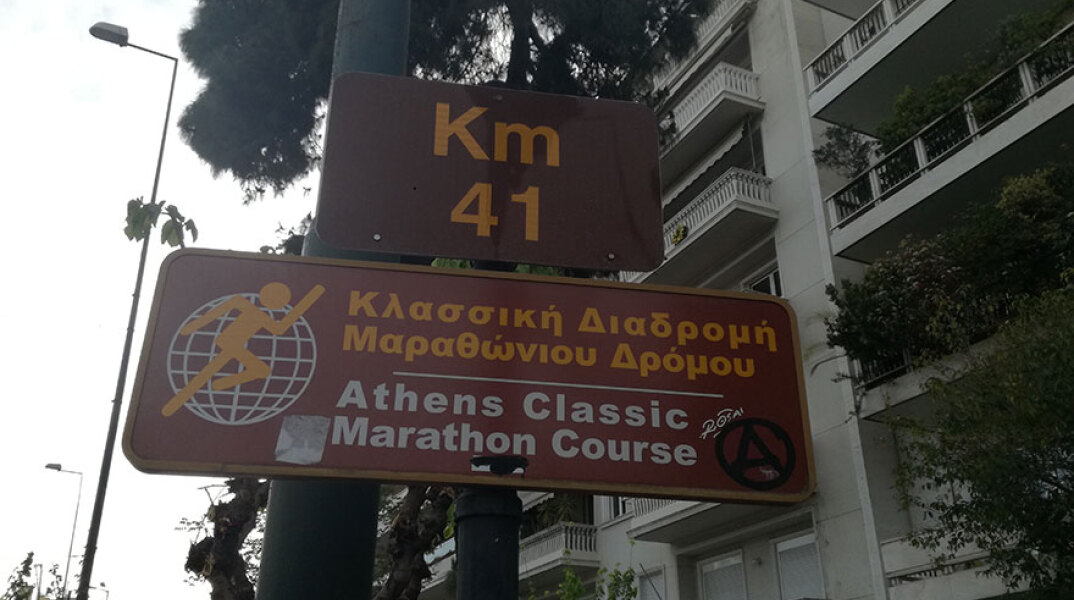 Km
41
Κλασσική Διαδρομή
Μαραθώνιου Δρόμου
Athens Classic
Marathon Course